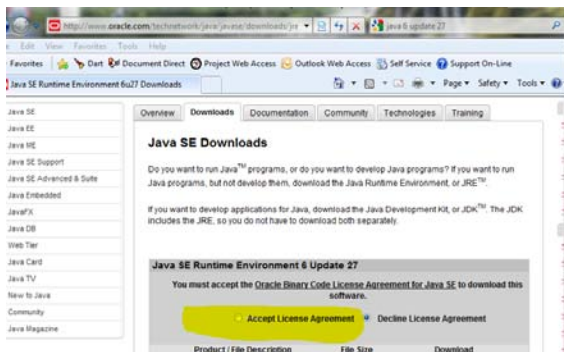 http://www.oracle.com/technetwork/java/javase/downloads/jre
java 6 update 27
Edit View Favorites Tools Help
Favorites Dart Document Direct Project Web Access Outlook Web Access Self Service Support On-Line
Java SE Runtime Environment 6u27 Downloads
Page Safety Tools
Java SE
Java EE
Java ME
Java SE Support
Java SE Advanced & Suite
Java Embedded
JavaFX
Java DB
Web Tier
Java Card
Java TV
New to Java
Community
Java Magazine
Overview Downloads Documentation Community Technologies Training
Java SE Downloads
Do you want to run Java™ programs, or do you want to develop Java programs? If you want to run
Java programs, but not develop them, download the Java Runtime Environment, or JRE™.
If you want to develop applications for Java, download the Java Development Kit, or JDK™. The JDK
includes the JRE, so you do not have to download both separately.
Java SE Runtime Environment 6 Update 27
You must accept the Oracle Binary Code License Agreement for Java SE to download this
software.
Accept License Agreement Decline License Agreement
Product / File Description File Size Download